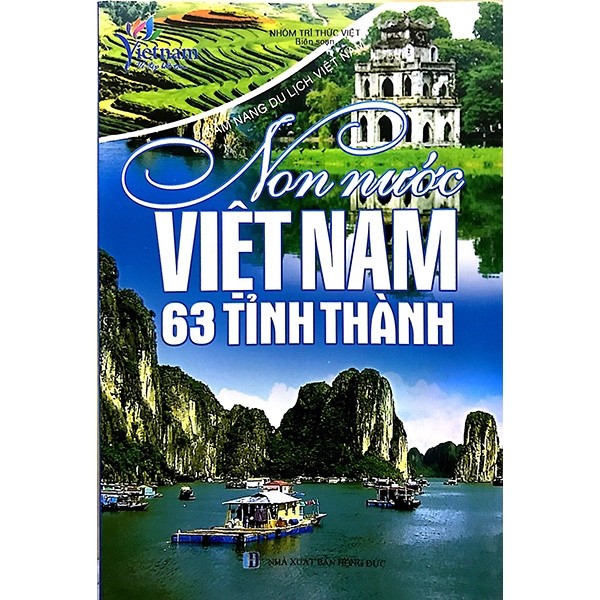 NHÓM TRÍ THỨC VIỆT
Biên soạn
Vietnam
CẨM NANG DU LỊCH VIỆT NAM
Non nước
VIỆT NAM
63 TỈNH THÀNH
NHÀ XUẤT BẢN HỒNG ĐỨC